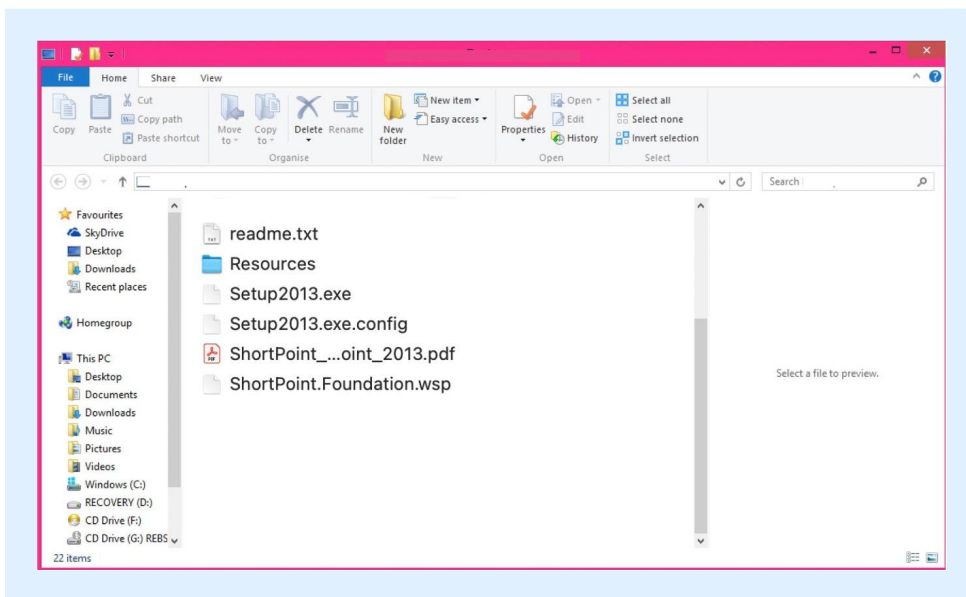 File Home Share View
Copy
Paste
Cut
Copy path
Paste shortcut
Clipboard
Move to
Copy to
Delete
Rename
Organise
New folder
New item
Easy access
New
Properties
Open
Edit
History
Open
Select all
Select none
Invert selection
Select
Search
Favourites
SkyDrive
Desktop
Downloads
Recent places
Homegroup
This PC
Desktop
Documents
Downloads
Music
Pictures
Videos
Windows (C:)
RECOVERY (D:)
CD Drive (F:)
CD Drive (G:) REBS
readme.txt
Resources
Setup2013.exe
Setup2013.exe.config
ShortPoint_...oint_2013.pdf
ShortPoint.Foundation.wsp
Select a file to preview.
22 items